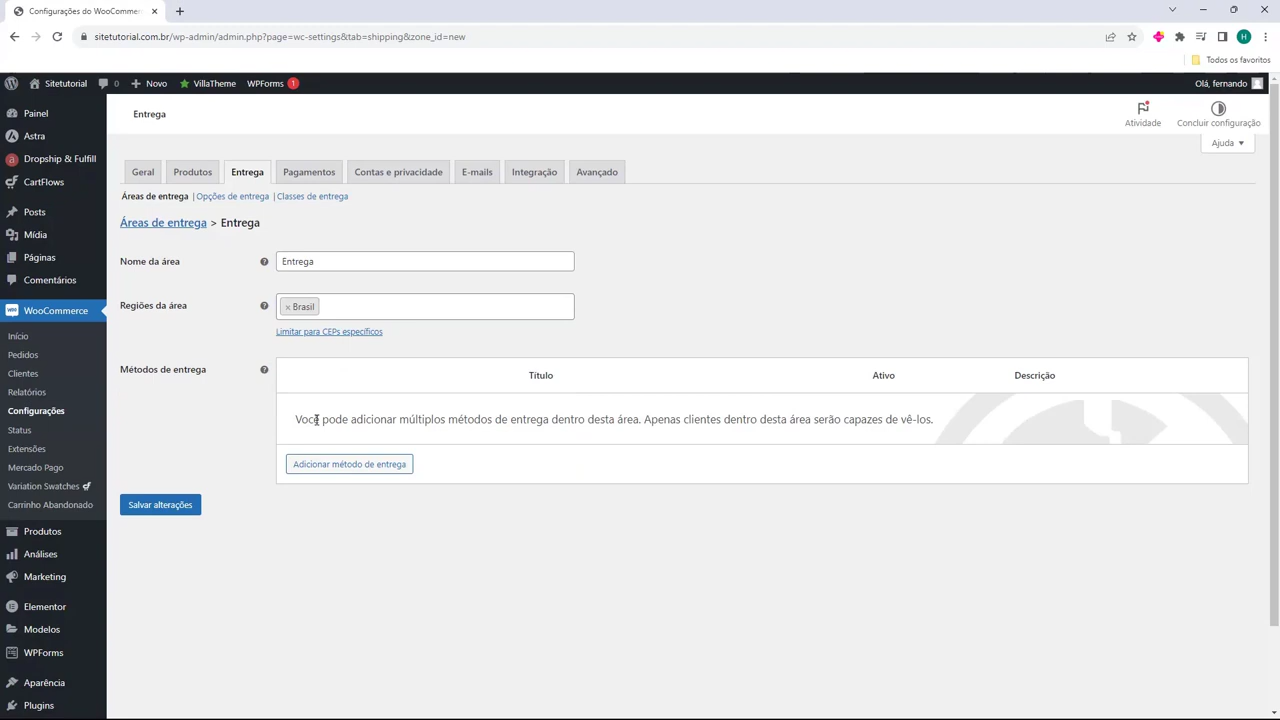 Configurações do WooCommer
sitetutorial.com.br/wp-admin/admin.php?page=wc-settings&tab=shipping&zone_id=new
H
Todos os favoritos
Sitetutorial
0
Novo
VillaTheme
WPForms 1
Olá, fernando
Painel
Astra
Dropship & Fulfill
CartFlows
Posts
Mídia
Páginas
Comentários
WooCommerce
Início
Pedidos
Clientes
Relatórios
Configurações
Status
Extensões
Mercado Pago
Variation Swatches
Carrinho Abandonado
Produtos
Análises
Marketing
Elementor
Modelos
WPForms
Aparência
Plugins
Entrega
Atividade
Concluir configuração
Ajuda
Geral
Produtos
Entrega
Pagamentos
Contas e privacidade
E-mails
Integração
Avançado
Áreas de entrega | Opções de entrega | Classes de entrega
Áreas de entrega > Entrega
Nome da área
Entrega
Regiões da área
× Brasil
Limitar para CEPs específicos
Métodos de entrega
Título
Ativo
Descrição
Você pode adicionar múltiplos métodos de entrega dentro desta área. Apenas clientes dentro desta área serão capazes de vê-los.
Adicionar método de entrega
Salvar alterações